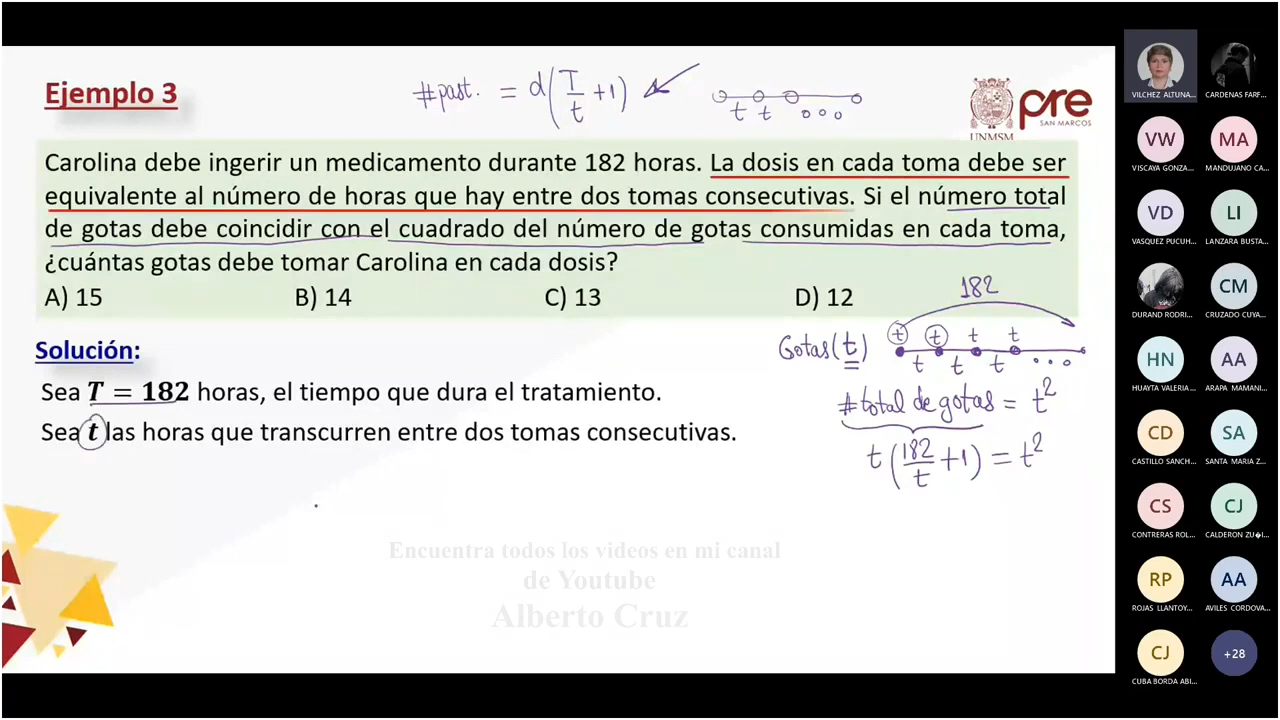 Ejemplo 3
#past. = d(T/t +1)
t t
UNMSM
pre
SAN MARCOS
Carolina debe ingerir un medicamento durante 182 horas. La dosis en cada toma debe ser
equivalente al número de horas que hay entre dos tomas consecutivas. Si el número total
de gotas debe coincidir con el cuadrado del número de gotas consumidas en cada toma,
¿cuántas gotas debe tomar Carolina en cada dosis?
A) 15 B) 14 C) 13 D) 12
182
Solución:
Gotas(t) t t t t
t t t
Sea T = 182 horas, el tiempo que dura el tratamiento.
#total de gotas = t²
Sea t las horas que transcurren entre dos tomas consecutivas.
t(182/t +1) = t²
Encuentra todos los videos en mi canal
de Youtube
Alberto Cruz
VILCHEZ ALTUNA... CARDENAS FARF...
VW MA
VISCAYA GONZA... MANDUJANO CA...
VD LI
VASQUEZ PUCUH... LANZARA BUSTA...
CM
DURAND RODRI... CRUZADO CUYA...
HN AA
HUAYTA VALERIA... ARAPA MAMANI...
CD SA
CASTILLO SANCH... SANTA MARIA Z...
CS CJ
CONTRERAS ROL... CALDERON ZU�I...
RP AA
ROJAS LLANTOY... AVILES CORDOVA...
CJ +28
CUBA BORDA ABI...